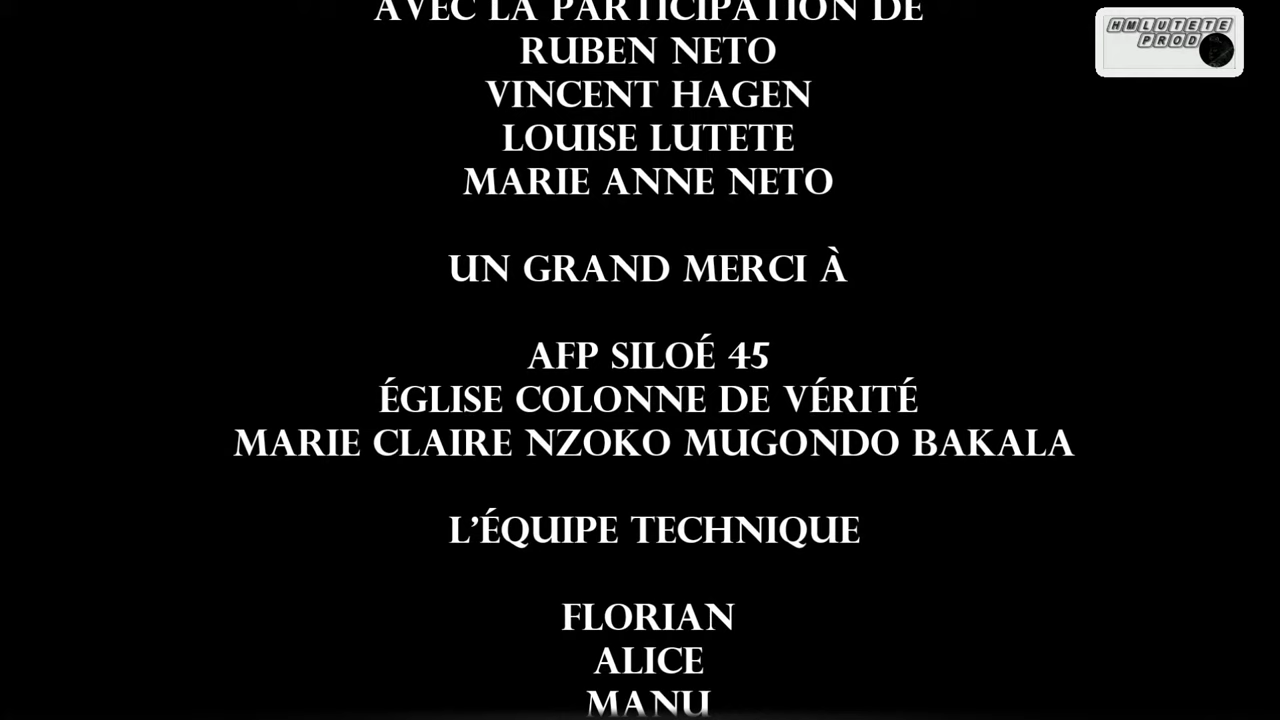 AVEC LA PARTICIPATION DE
RUBEN NETO
VINCENT HAGEN
LOUISE LUTETE
MARIE ANNE NETO
UN GRAND MERCI À
AFP SILOÉ 45
ÉGLISE COLONNE DE VÉRITÉ
MARIE CLAIRE NZOKO MUGONDO BAKALA
L'ÉQUIPE TECHNIQUE
FLORIAN
ALICE
MANU
HMLUTETE
PROD